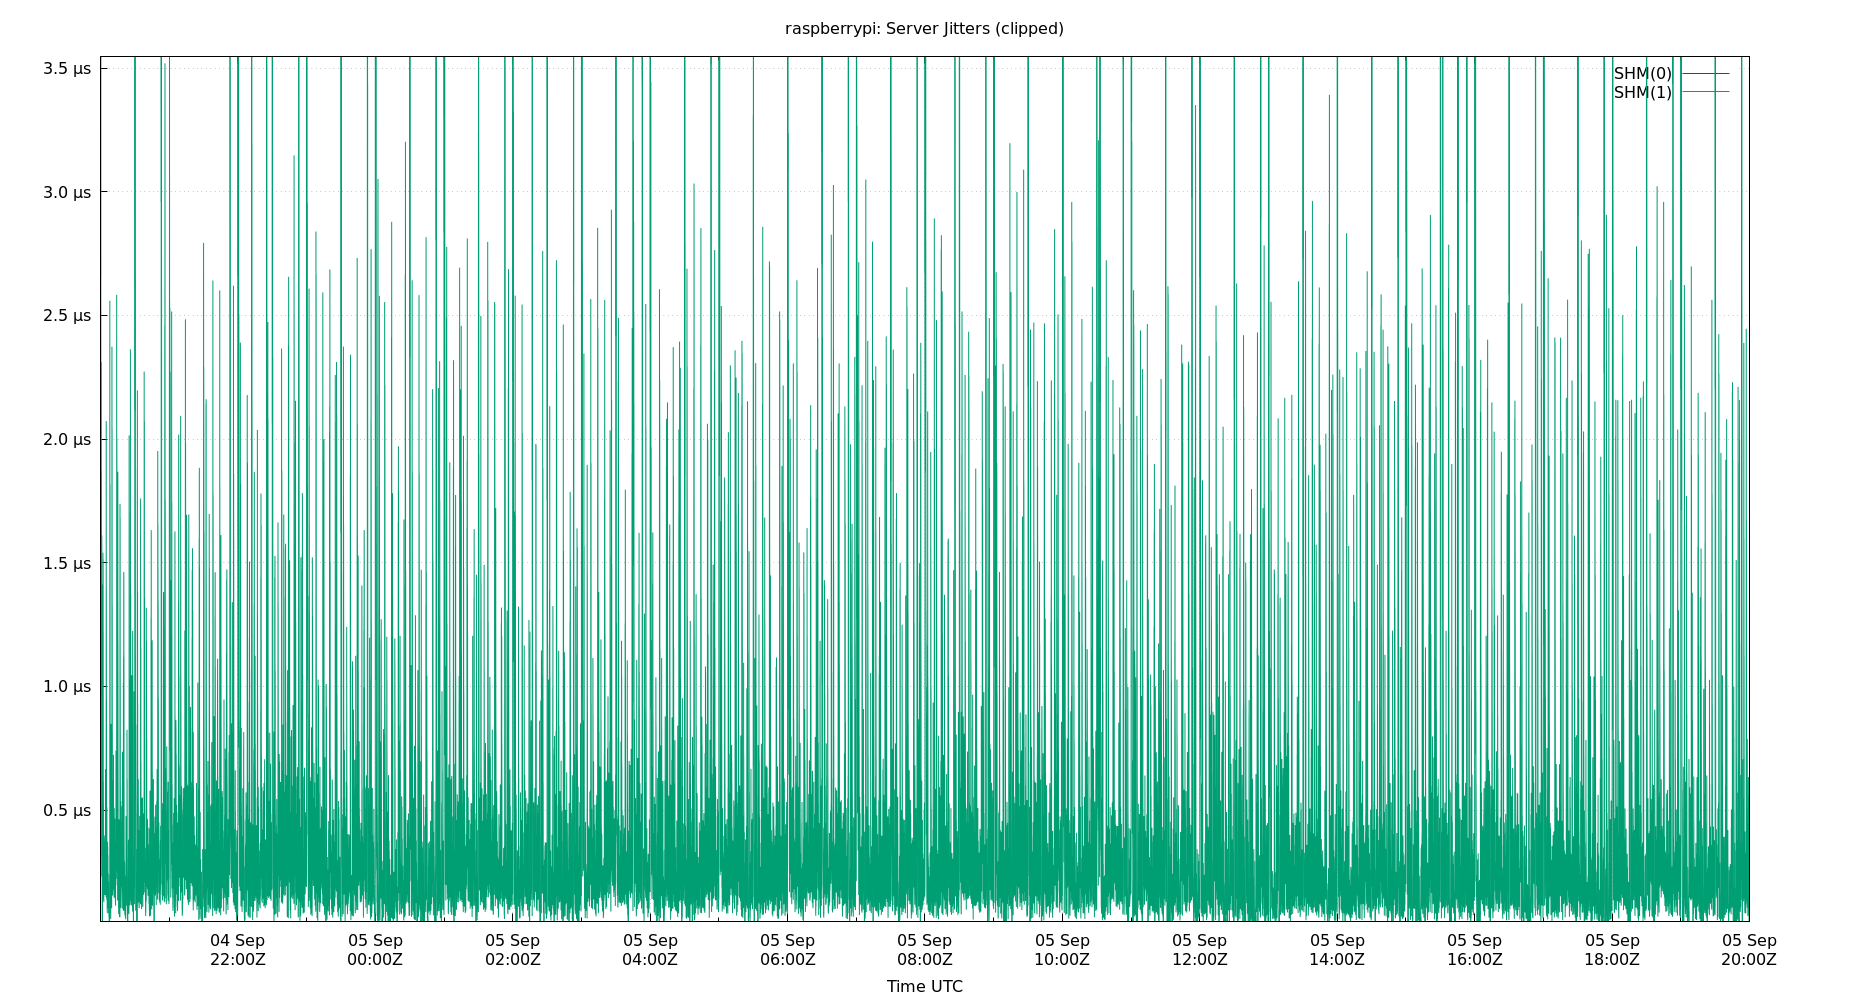 raspberrypi: Server Jitters (clipped)
3.5 µs
3.0 µs
2.5 µs
2.0 µs
1.5 µs
1.0 µs
0.5 µs
SHM(0)
SHM(1)
04 Sep 05 Sep 05 Sep 05 Sep 05 Sep 05 Sep 05 Sep 05 Sep 05 Sep 05 Sep 05 Sep 05 Sep
22:00Z 00:00Z 02:00Z 04:00Z 06:00Z 08:00Z 10:00Z 12:00Z 14:00Z 16:00Z 18:00Z 20:00Z
Time UTC